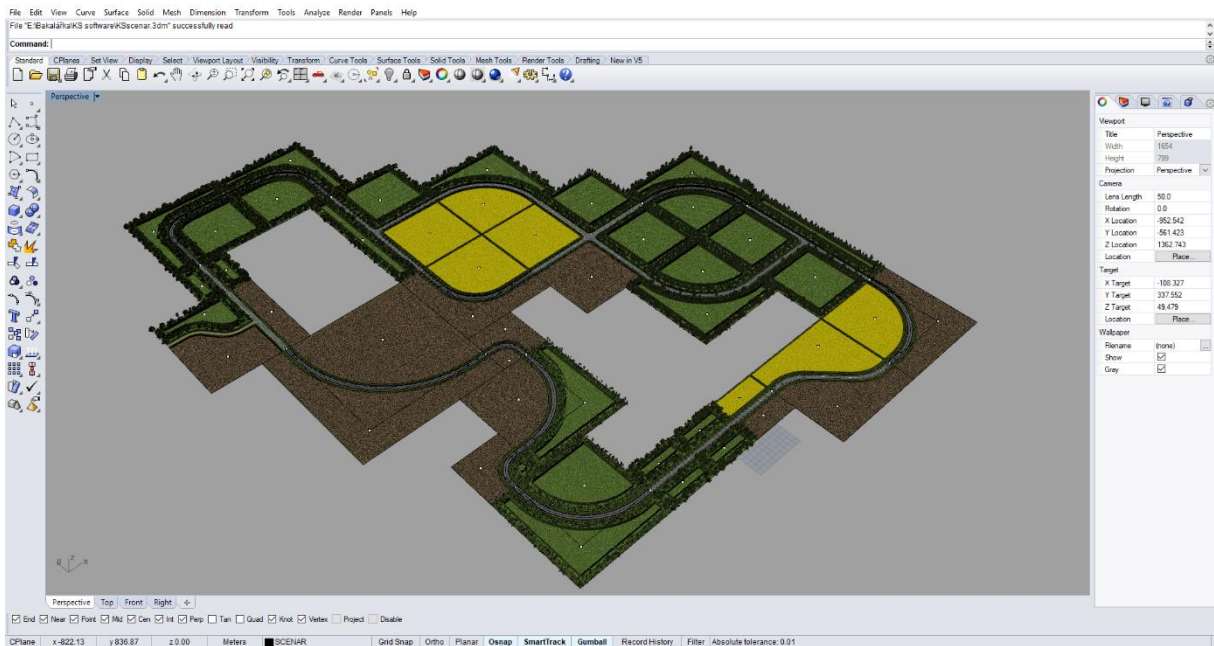 File Edit View Curve Surface Solid Mesh Dimension Transform Tools Analyze Render Panels Help
File "E:\Bakalářka\KS software\KSscenar.3dm" successfully read
Command:
Standard CPlanes Set View Display Select Viewport Layout Visibility Transform Curve Tools Surface Tools Solid Tools Mesh Tools Render Tools Drafting New in V5
Perspective
Viewport
Title Perspective
Width 1654
Height 799
Projection Perspective
Camera
Lens Length 50.0
Rotation 0.0
X Location -952.542
Y Location -561.423
Z Location 1362.743
Location Place...
Target
X Target -108.327
Y Target 337.552
Z Target 49.479
Location Place...
Wallpaper
Filename (none) ...
Show
Gray
y z x
Perspective Top Front Right
End Near Point Mid Cen Int Perp Tan Quad Knot Vertex Project Disable
CPlane x -822.13 y 836.87 z 0.00 Meters SCENAR Grid Snap Ortho Planar Osnap SmartTrack Gumball Record History Filter Absolute tolerance: 0.01